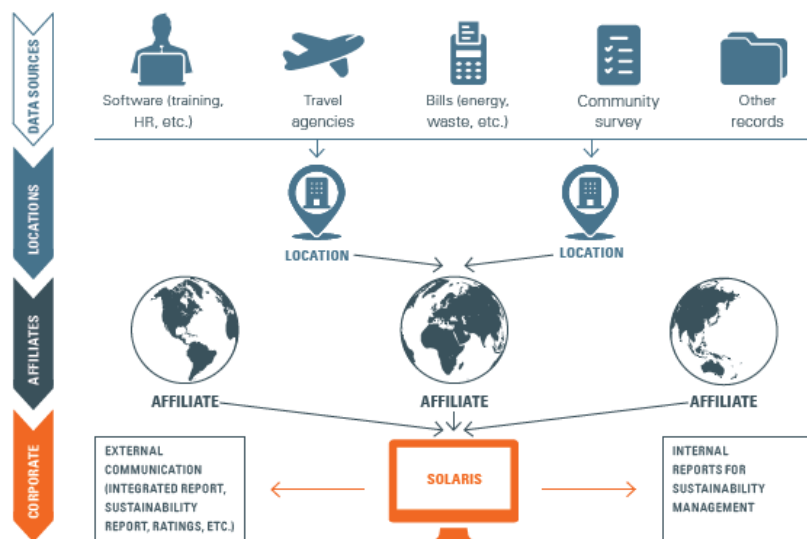 DATA SOURCES
Software (training,
HR, etc.)
Travel
agencies
Bills (energy,
waste, etc.)
Community
survey
Other
records
LOCATIONS
LOCATION
LOCATION
AFFILIATES
AFFILIATE
AFFILIATE
AFFILIATE
CORPORATE
EXTERNAL
COMMUNICATION
(INTEGRATED REPORT,
SUSTAINABILITY
REPORT, RATINGS, ETC.)
SOLARIS
INTERNAL
REPORTS FOR
SUSTAINABILITY
MANAGEMENT